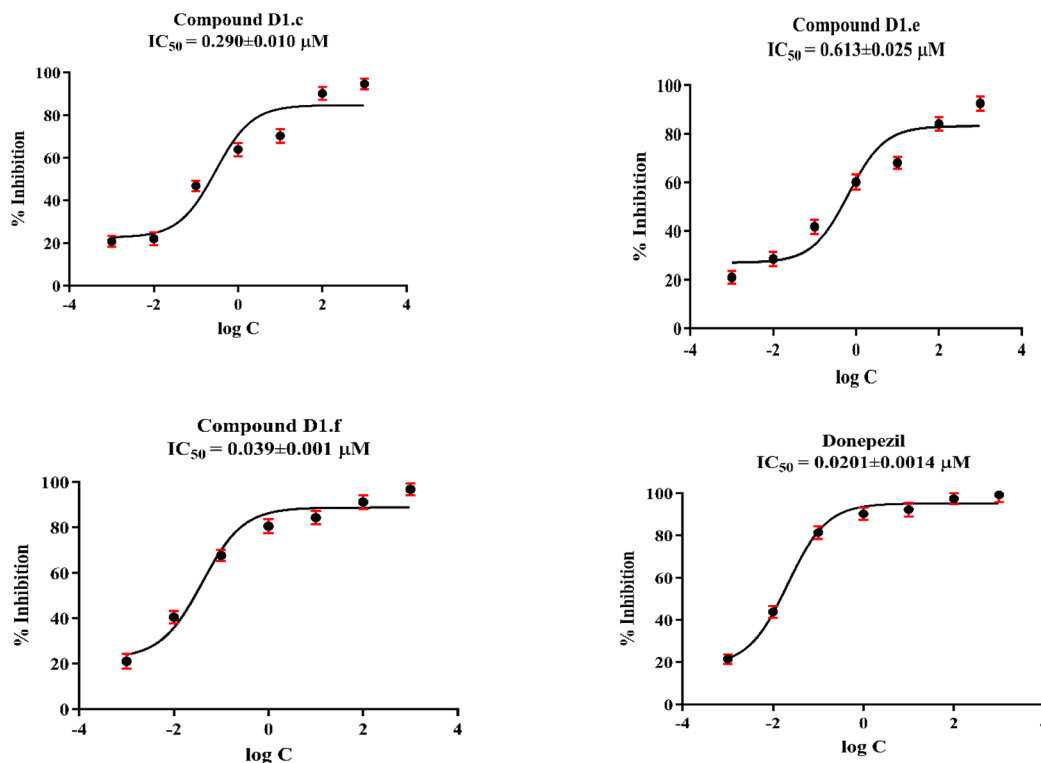 Compound D1.c
IC50 = 0.290±0.010 μM
100
80
60
40
20
0
% Inhibition
-4
-2
0
2
4
log C
Compound D1.e
IC50 = 0.613±0.025 μM
100
80
60
40
20
0
% Inhibition
-4
-2
0
2
4
log C
Compound D1.f
IC50 = 0.039±0.001 μM
100
80
60
40
20
0
% Inhibition
-4
-2
0
2
4
log C
Donepezil
IC50 = 0.0201±0.0014 μM
100
80
60
40
20
0
% Inhibition
-4
-2
0
2
4
log C